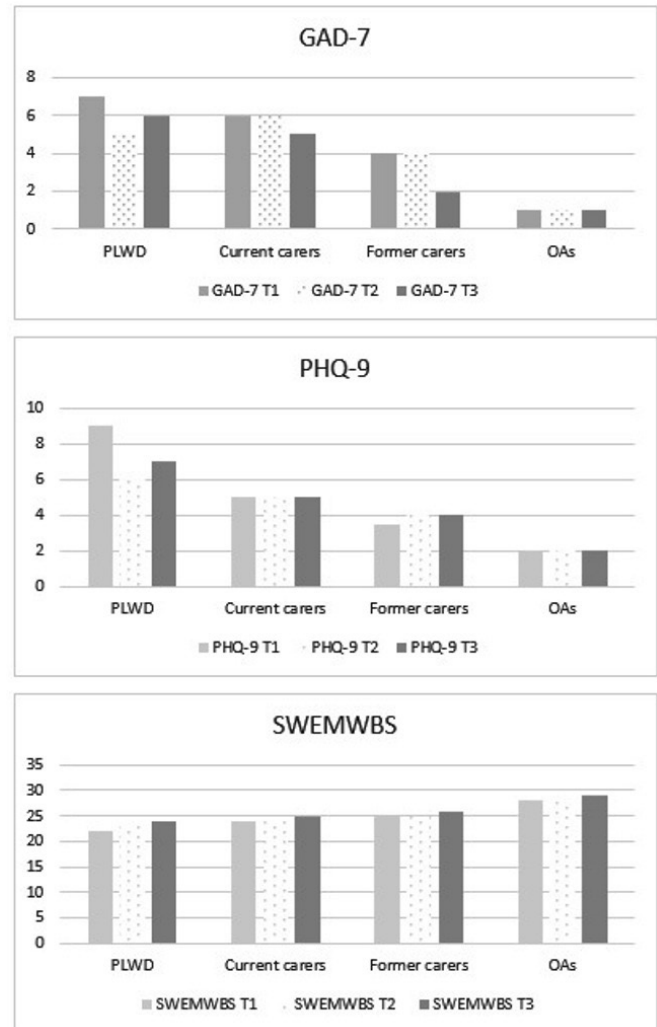 GAD-7
8
6
4
2
0
PLWD Current carers Former carers OAs
GAD-7 T1 GAD-7 T2 GAD-7 T3
PHQ-9
10
8
6
4
2
0
PLWD Current carers Former carers OAs
PHQ-9 T1 PHQ-9 T2 PHQ-9 T3
SWEMWBS
35
30
25
20
15
10
5
0
PLWD Current carers Former carers OAs
SWEMWBS T1 SWEMWBS T2 SWEMWBS T3